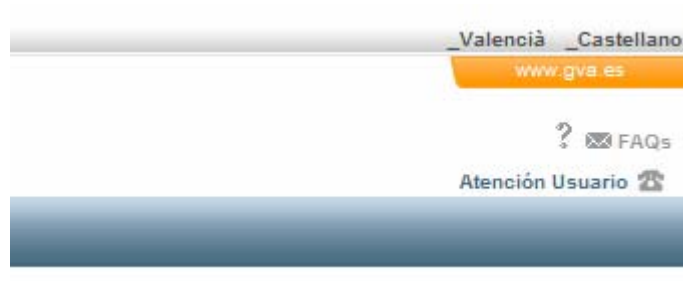 _Valencià _Castellano
www.gva.es
? FAQs
Atención Usuario